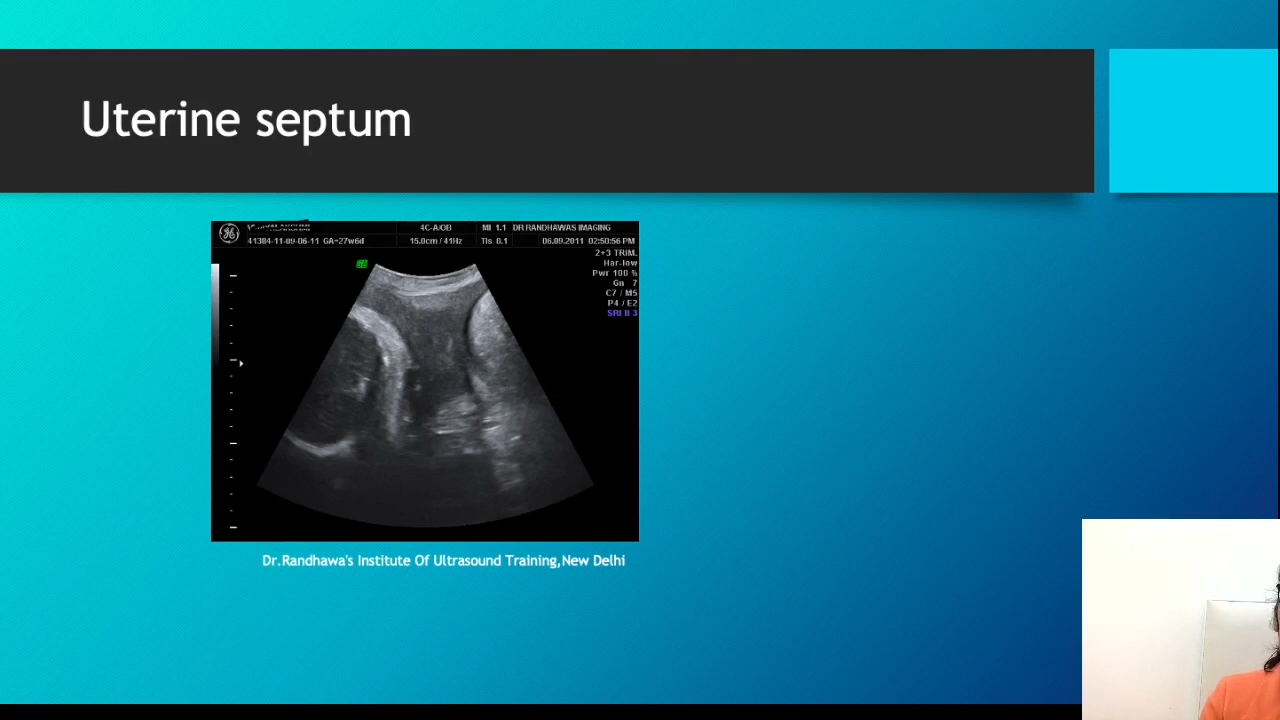 Uterine septum
4C-A/OB MI 1.1 DR RANDHAWAS IMAGING
41384-11-09-06-11 GA=27w6d 15.0cm / 41Hz TIs 0.1 06.09.2011 02:50:56 PM
2+3 TRIM.
Har-low
Pwr 100 %
Gn 7
C7 / M5
P4 / E2
SRI II 3
Dr.Randhawa's Institute Of Ultrasound Training,New Delhi